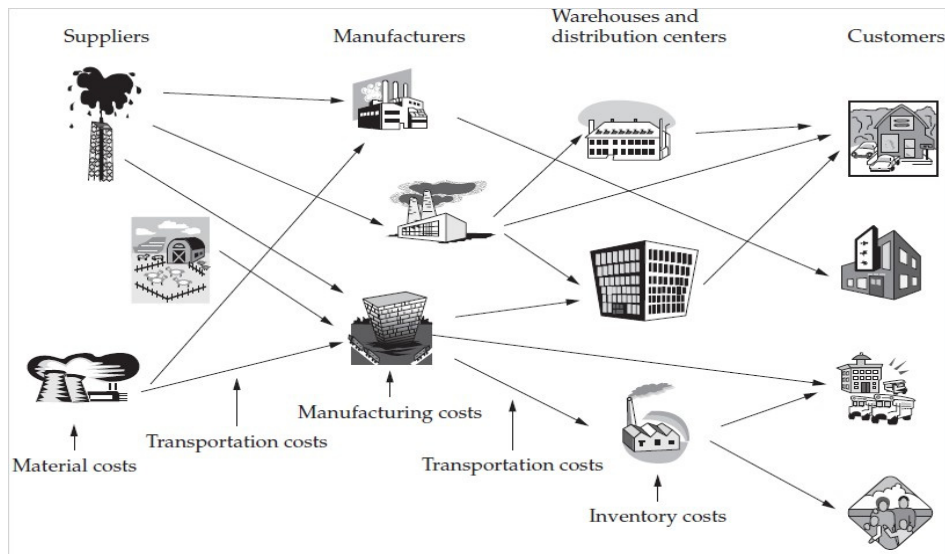 Suppliers
Manufacturers
Warehouses and
distribution centers
Customers
Manufacturing costs
Transportation costs
Material costs
Transportation costs
Inventory costs